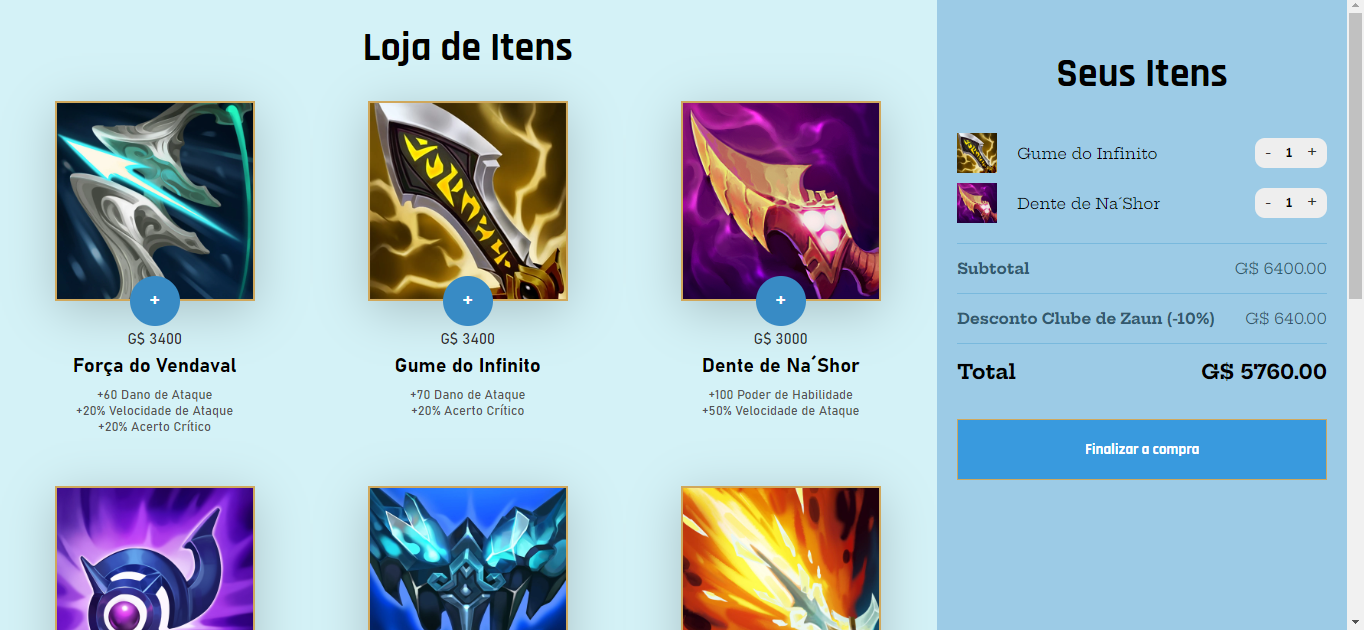 Loja de Itens
+
G$ 3400
Força do Vendaval
+60 Dano de Ataque
+20% Velocidade de Ataque
+20% Acerto Crítico
+
G$ 3400
Gume do Infinito
+70 Dano de Ataque
+20% Acerto Crítico
+
G$ 3000
Dente de Na´Shor
+100 Poder de Habilidade
+50% Velocidade de Ataque
Seus Itens
Gume do Infinito - 1 +
Dente de Na´Shor - 1 +
Subtotal G$ 6400.00
Desconto Clube de Zaun (-10%) G$ 640.00
Total G$ 5760.00
Finalizar a compra